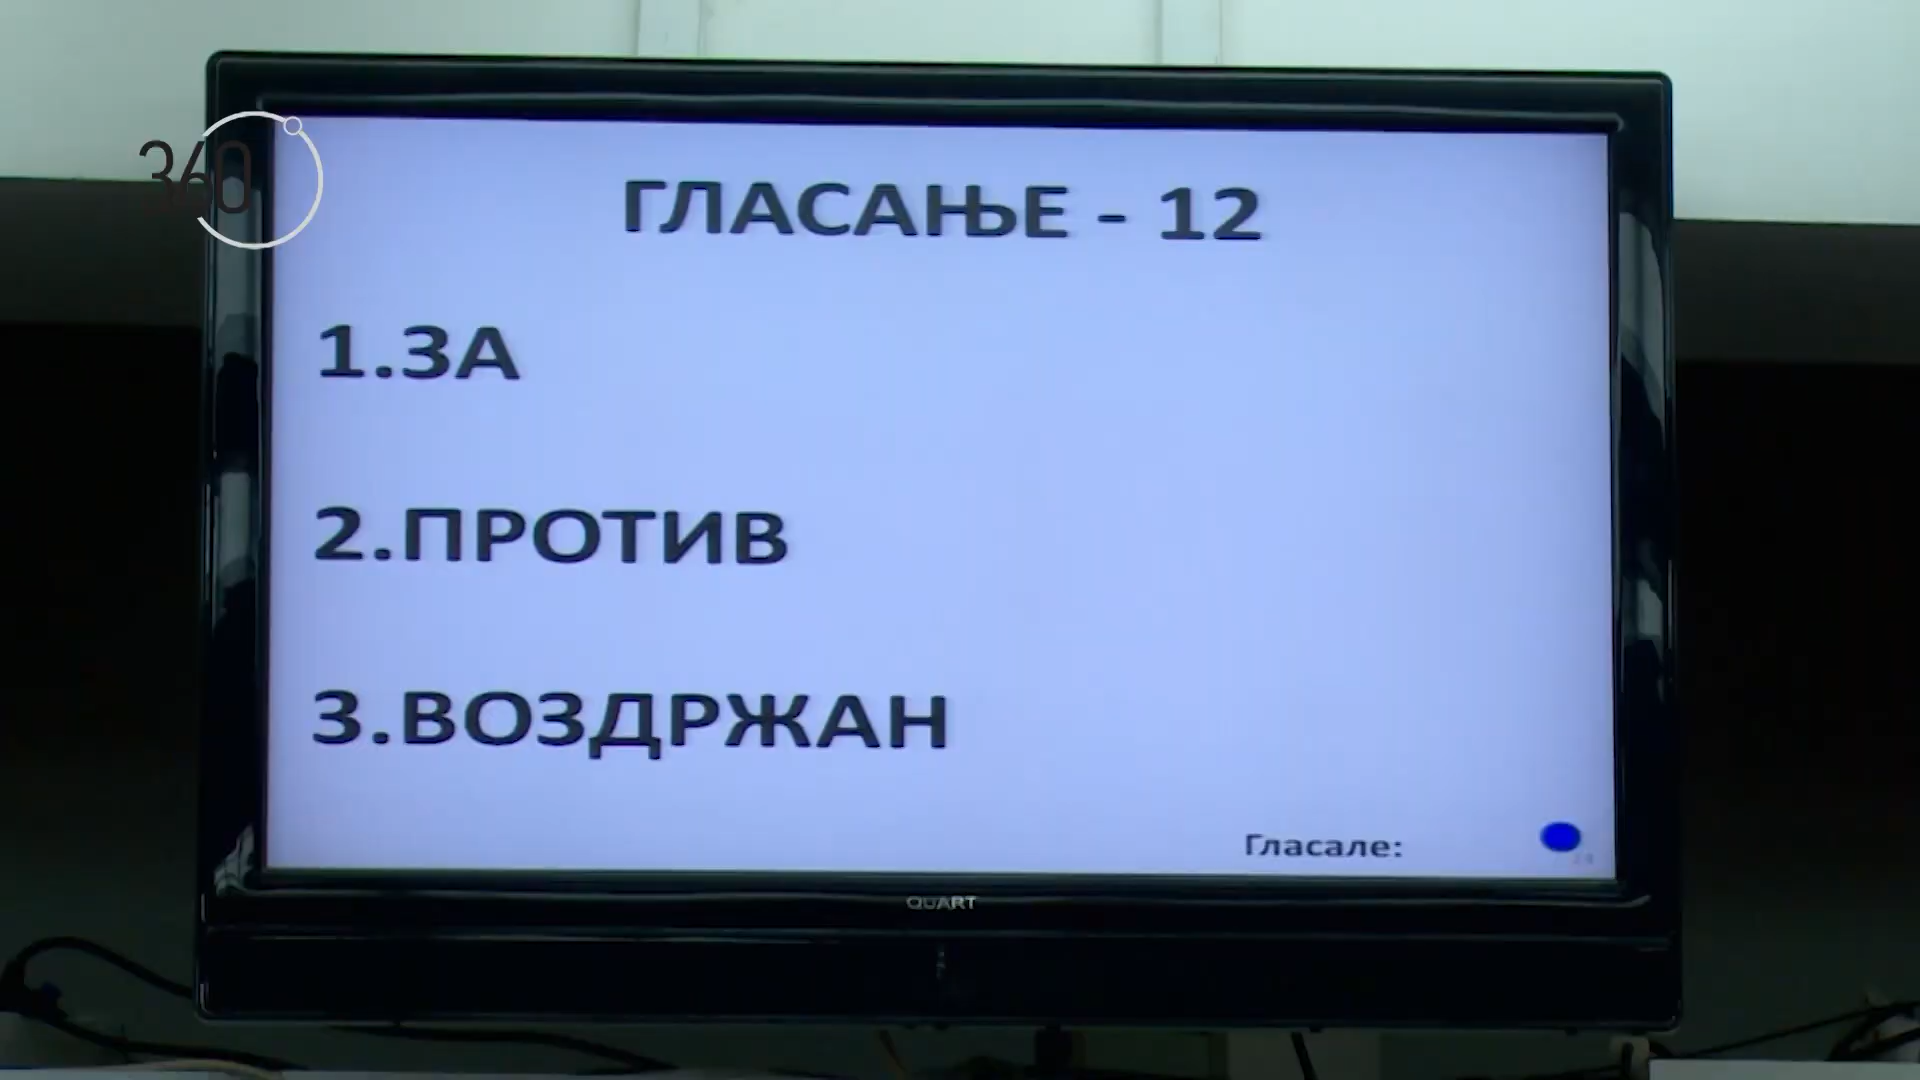 360
ГЛАСАЊЕ - 12
1.ЗА
2.ПРОТИВ
3.ВОЗДРЖАН
Гласале:
QUART